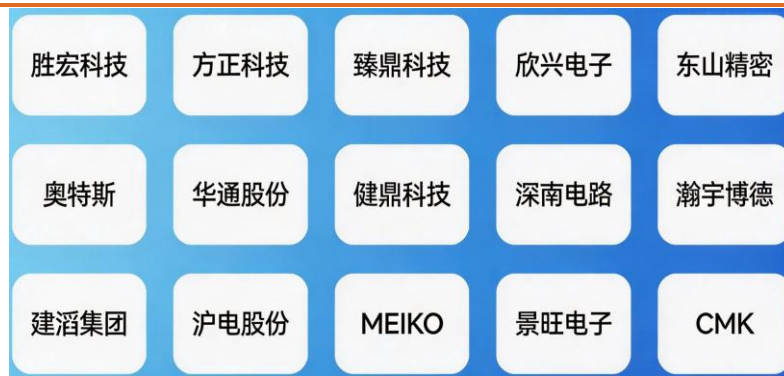 胜宏科技 方正科技 臻鼎科技 欣兴电子 东山精密
奥特斯 华通股份 健鼎科技 深南电路 瀚宇博德
建滔集团 沪电股份 MEIKO 景旺电子 CMK